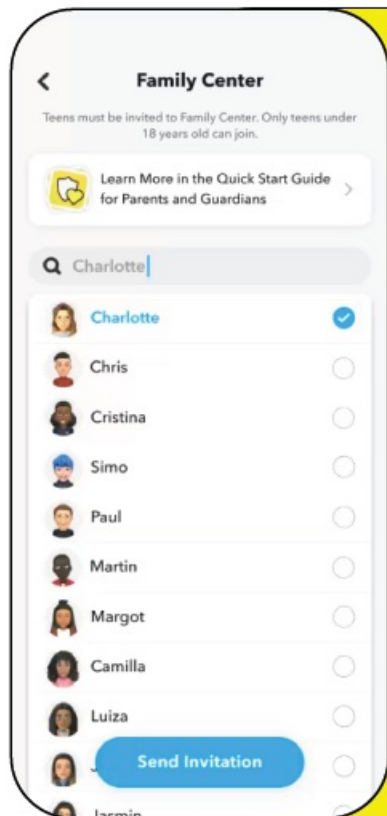 Family Center
Teens must be invited to Family Center. Only teens under
18 years old can join.
Learn More in the Quick Start Guide
for Parents and Guardians
Charlotte
Charlotte
Chris
Cristina
Simo
Paul
Martin
Margot
Camilla
Luiza
Send Invitation
Jasmin